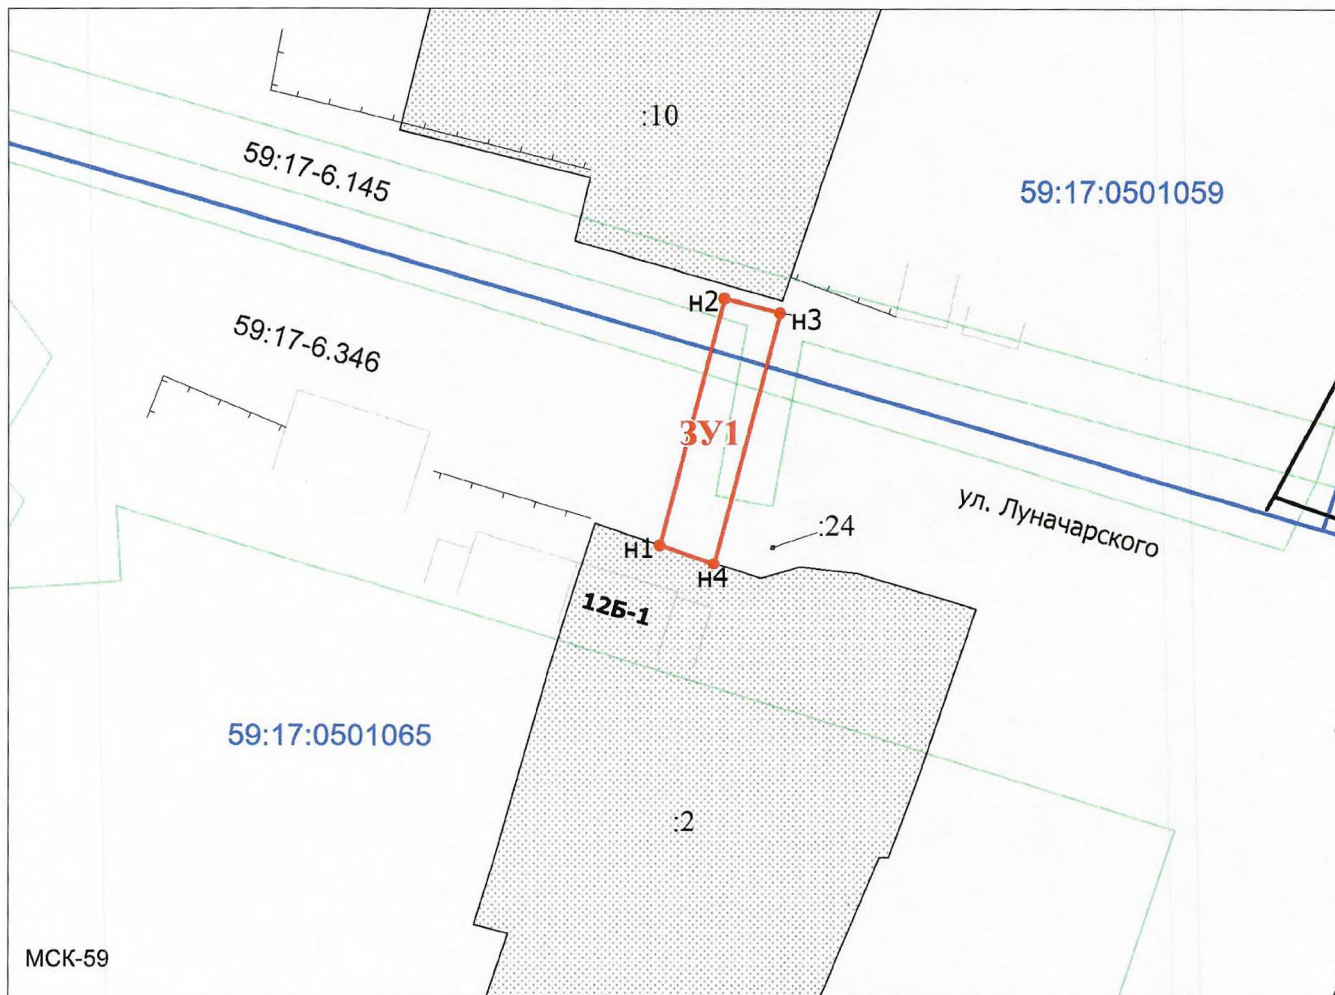 :10
59:17-6.145
59:17:0501059
н2
н3
59:17-6.346
ЗУ1
ул. Луначарского
:24
н1
н4
12Б-1
59:17:0501065
:2
МСК-59